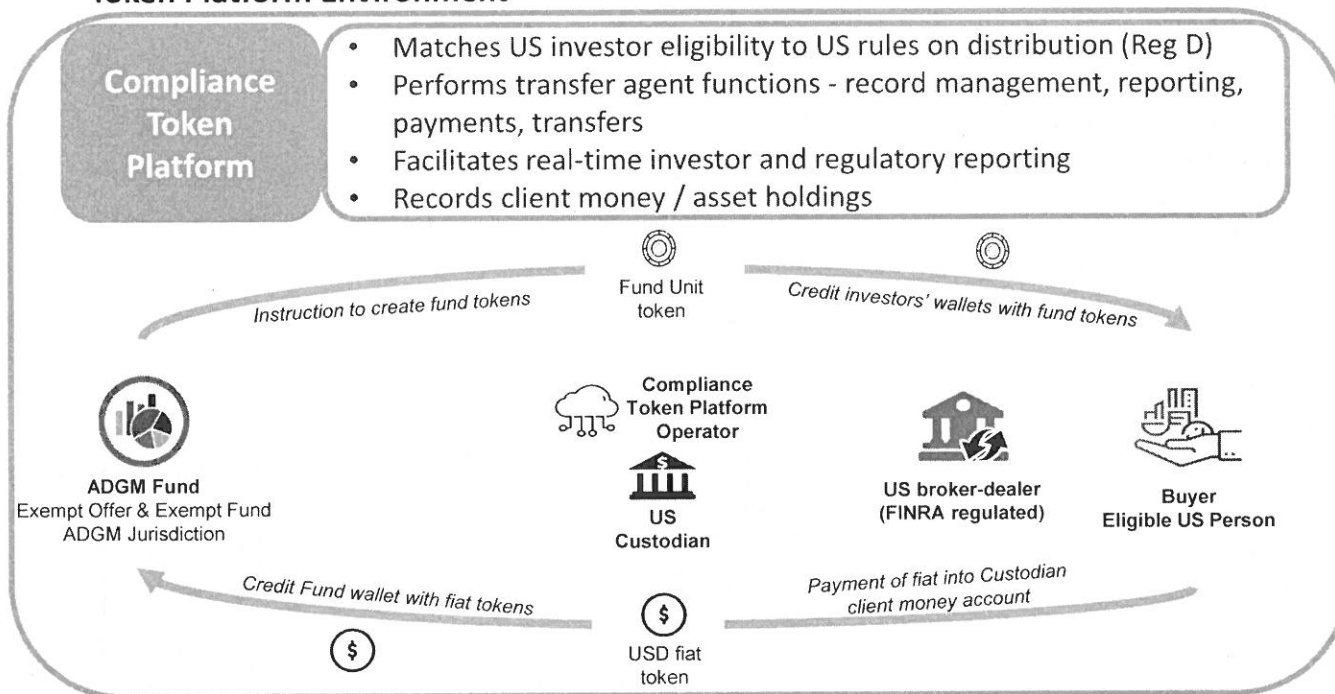 Token Platform Environment
Compliance
Token
Platform
• Matches US investor eligibility to US rules on distribution (Reg D)
• Performs transfer agent functions - record management, reporting,
payments, transfers
• Facilitates real-time investor and regulatory reporting
• Records client money / asset holdings
Instruction to create fund tokens
Fund Unit
token
Credit investors' wallets with fund tokens
ADGM Fund
Exempt Offer & Exempt Fund
ADGM Jurisdiction
Compliance
Token Platform
Operator
$
US
Custodian
US broker-dealer
(FINRA regulated)
Buyer
Eligible US Person
Credit Fund wallet with fiat tokens
$
$
USD fiat
token
Payment of fiat into Custodian
client money account